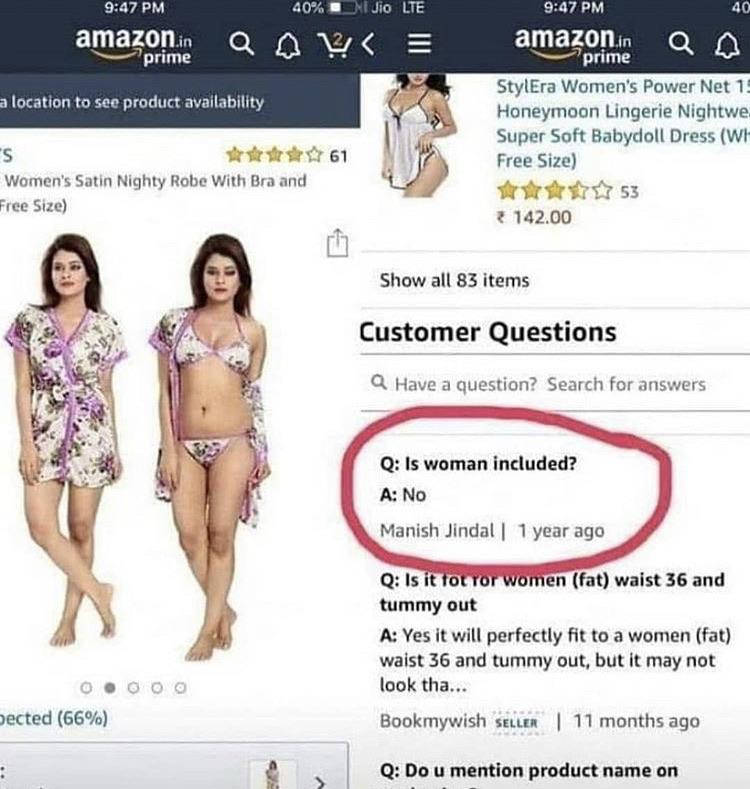 9:47 PM
40% Jio LTE
amazon.in
prime
2
a location to see product availability
'S
61
Women's Satin Nighty Robe With Bra and
Free Size)
pected (66%)
:
9:47 PM
40
amazon.in
prime
StylEra Women's Power Net 15
Honeymoon Lingerie Nightwe
Super Soft Babydoll Dress (Wh
Free Size)
53
₹ 142.00
Show all 83 items
Customer Questions
Have a question? Search for answers
Q: Is woman included?
A: No
Manish Jindal | 1 year ago
Q: Is it fot ror women (fat) waist 36 and
tummy out
A: Yes it will perfectly fit to a women (fat)
waist 36 and tummy out, but it may not
look tha...
Bookmywish SELLER | 11 months ago
Q: Do u mention product name on